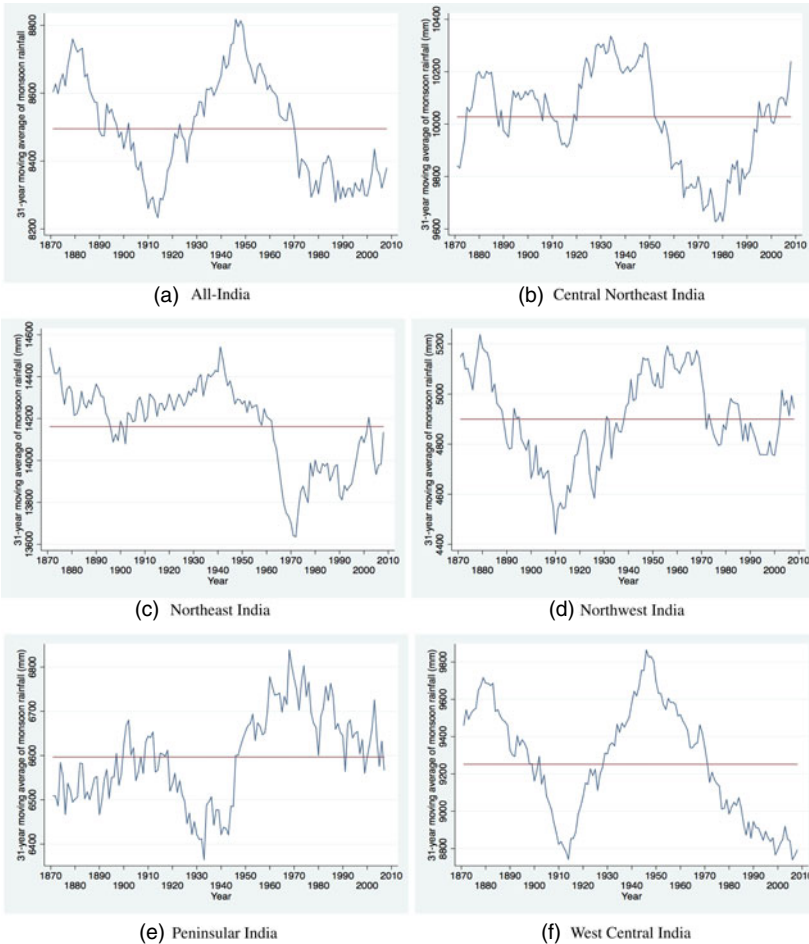 31-year moving average of monsoon rainfall
8800
8600
8400
8200
1870 1890 1910 1930 1950 1970 1990 2010
1880 1900 1920 1940 1960 1980 2000
Year
(a) All-India
31-year moving average of monsoon rainfall (mm)
10400
10200
10000
9800
9600
1870 1890 1910 1930 1950 1970 1990 2010
1880 1900 1920 1940 1960 1980 2000
Year
(b) Central Northeast India
31-year moving average of monsoon rainfall (mm)
14600
14400
14200
14000
13800
13600
1870 1890 1910 1930 1950 1970 1990 2010
1880 1900 1920 1940 1960 1980 2000
Year
(c) Northeast India
31-year moving average of monsoon rainfall (mm)
5200
5000
4800
4600
4400
1870 1890 1910 1930 1950 1970 1990 2010
1880 1900 1920 1940 1960 1980 2000
Year
(d) Northwest India
31-year moving average of monsoon rainfall (mm)
6800
6700
6600
6500
6400
1870 1890 1910 1930 1950 1970 1990 2010
1880 1900 1920 1940 1960 1980 2000
Year
(e) Peninsular India
31-year moving average of monsoon rainfall (mm)
9800
9600
9400
9200
9000
8800
1870 1890 1910 1930 1950 1970 1990 2010
1880 1900 1920 1940 1960 1980 2000
Year
(f) West Central India